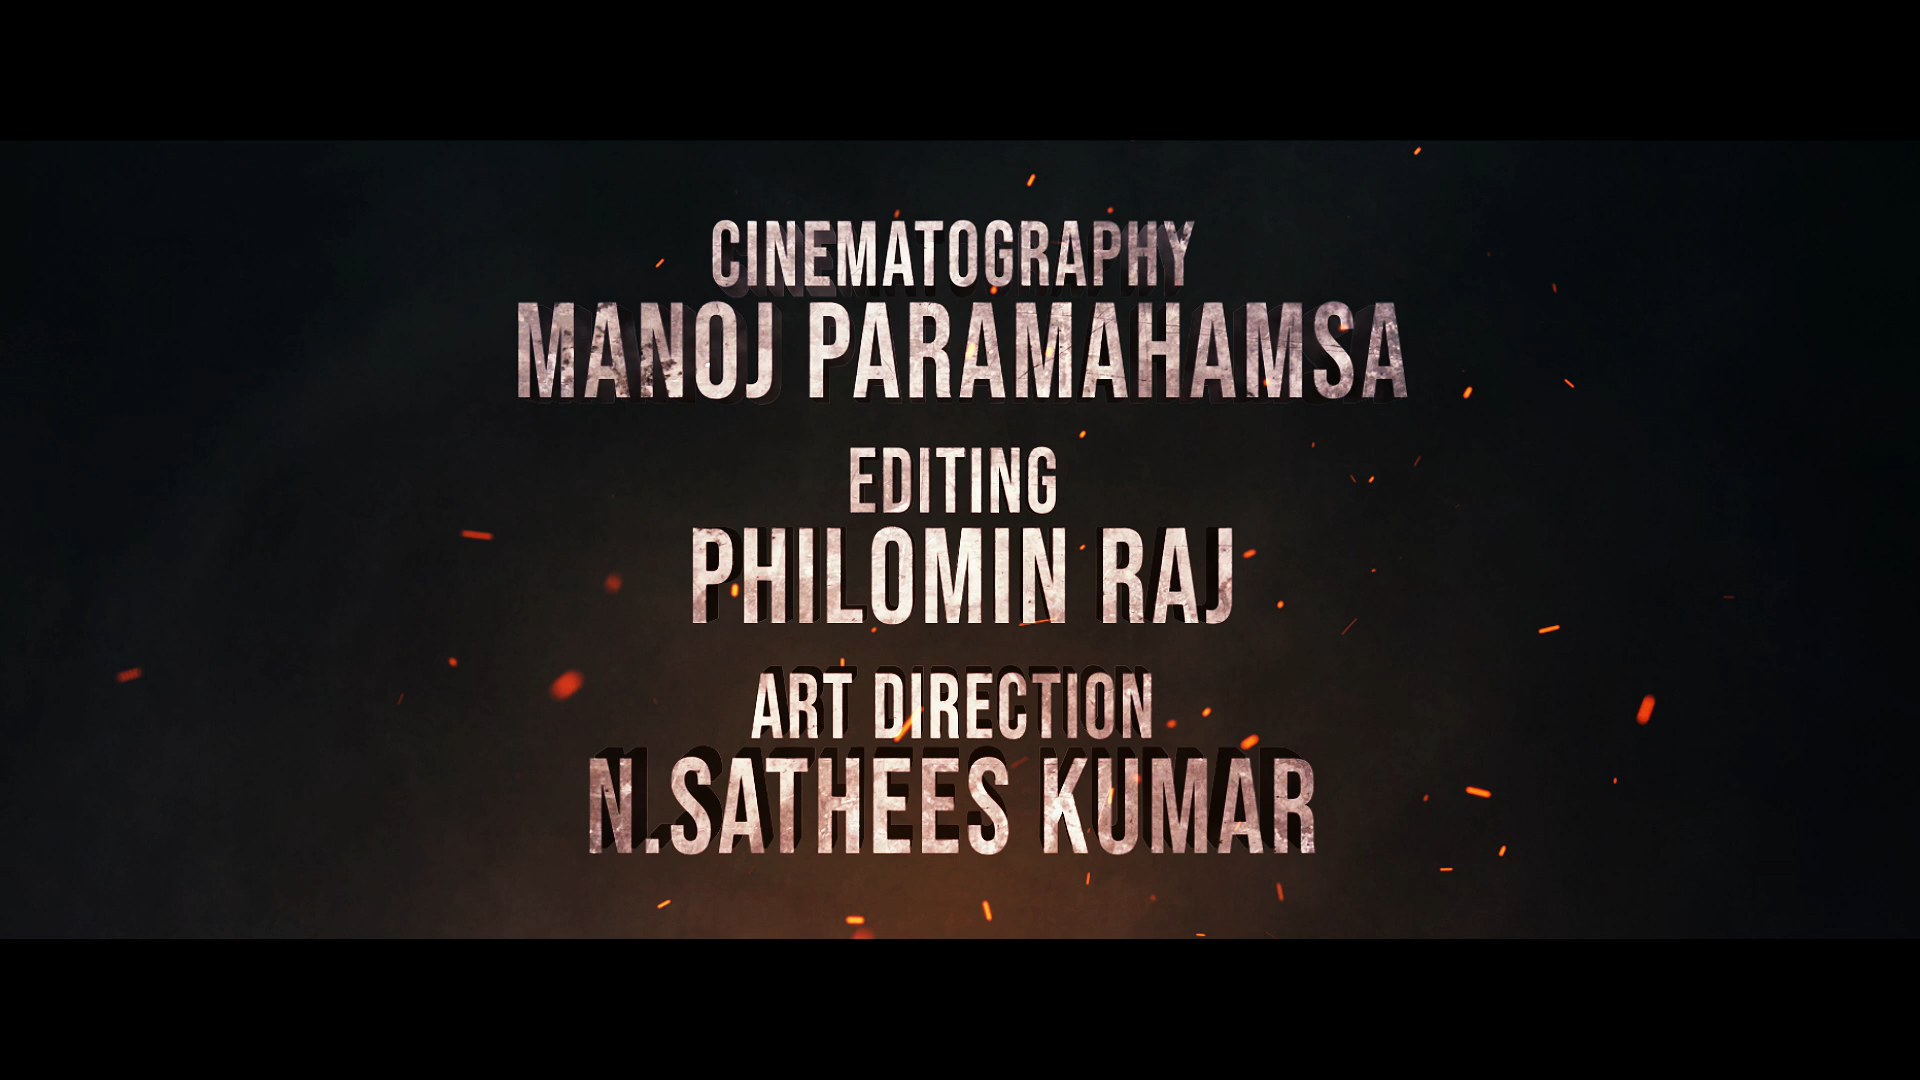 CINEMATOGRAPHY
MANOJ PARAMAHAMSA
EDITING
PHILOMIN RAJ
ART DIRECTION
N.SATHEES KUMAR